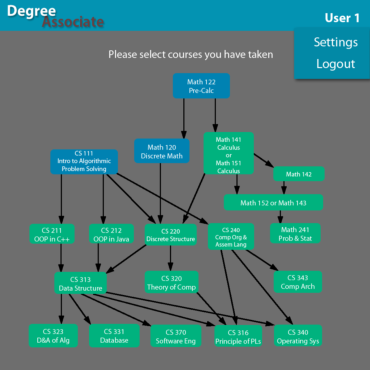 Degree
Associate
User 1
Settings
Logout
Please select courses you have taken
Math 122
Pre-Calc
Math 120
Discrete Math
Math 141
Calculus
or
Math 151
Calculus
CS 111
Intro to Algorithmic
Problem Solving
Math 142
Math 152 or Math 143
CS 211
OOP in C++
CS 212
OOP in Java
CS 220
Discrete Structure
CS 240
Comp Org &
Assem Lang
Math 241
Prob & Stat
CS 313
Data Structure
CS 320
Theory of Comp
CS 343
Comp Arch
CS 323
D&A of Alg
CS 331
Database
CS 370
Software Eng
CS 316
Principle of PLs
CS 340
Operating Sys